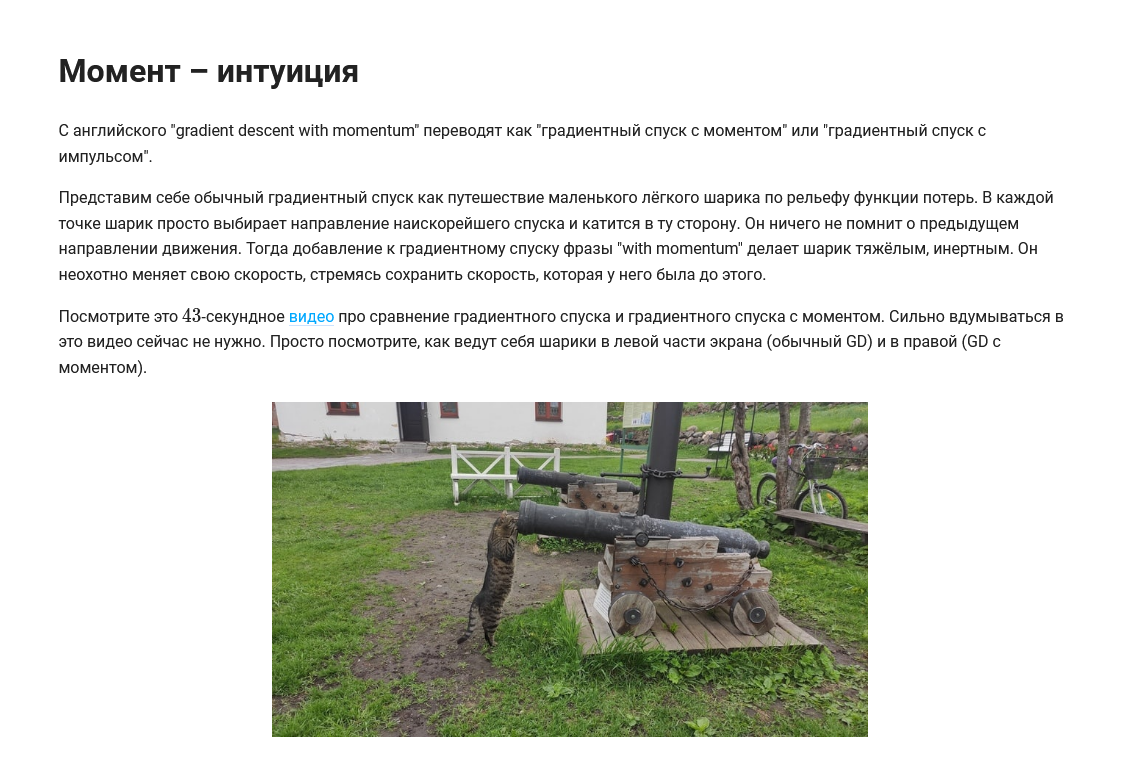 Момент – интуиция
С английского "gradient descent with momentum" переводят как "градиентный спуск с моментом" или "градиентный спуск с
импульсом".
Представим себе обычный градиентный спуск как путешествие маленького лёгкого шарика по рельефу функции потерь. В каждой
точке шарик просто выбирает направление наискорейшего спуска и катится в ту сторону. Он ничего не помнит о предыдущем
направлении движения. Тогда добавление к градиентному спуску фразы "with momentum" делает шарик тяжёлым, инертным. Он
неохотно меняет свою скорость, стремясь сохранить скорость, которая у него была до этого.
Посмотрите это 43-секундное видео про сравнение градиентного спуска и градиентного спуска с моментом. Сильно вдумываться в
это видео сейчас не нужно. Просто посмотрите, как ведут себя шарики в левой части экрана (обычный GD) и в правой (GD с
моментом).